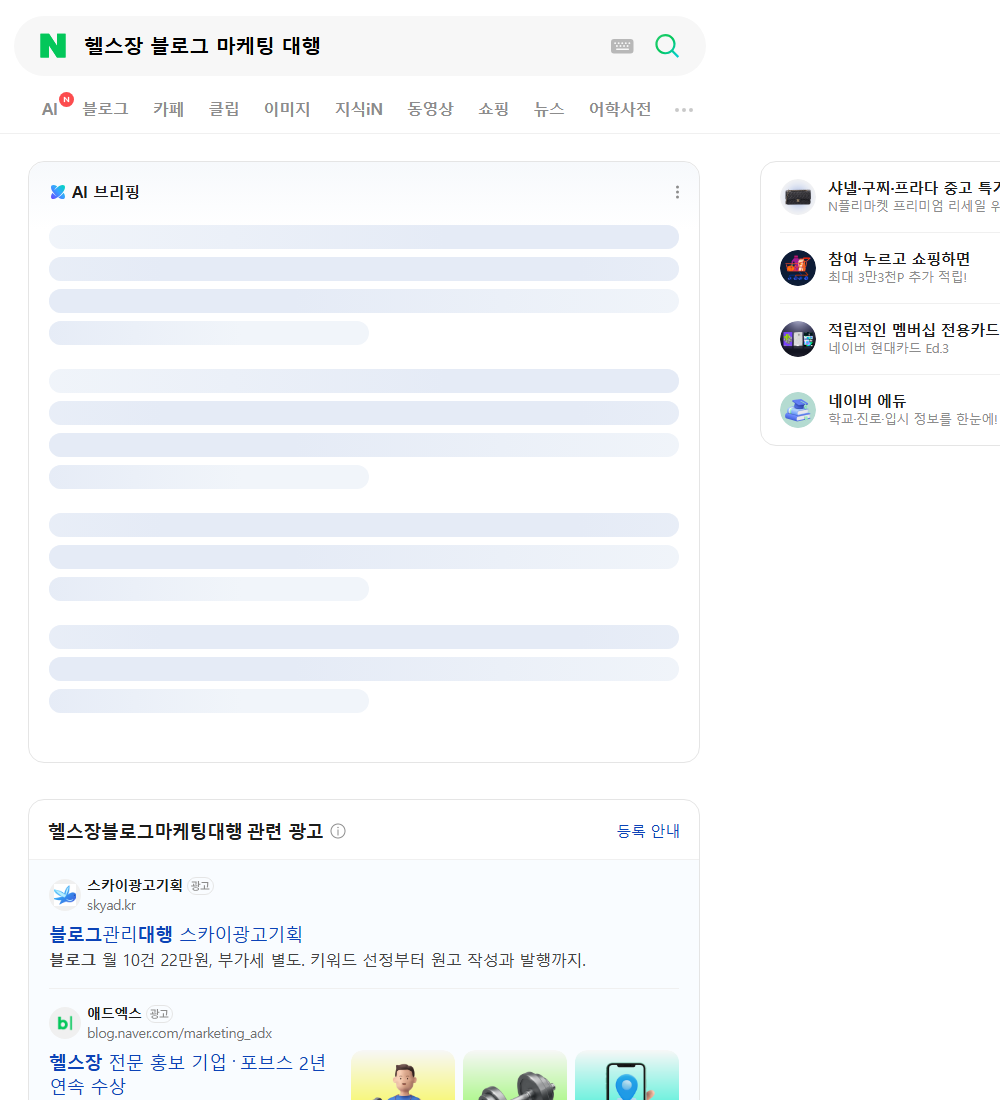 헬스장 블로그 마케팅 대행
AI N 블로그 카페 클립 이미지 지식iN 동영상 쇼핑 뉴스 어학사전
AI 브리핑
샤넬·구찌·프라다 중고 특
N플리마켓 프리미엄 리세일
참여 누르고 쇼핑하면
최대 3만3천P 추가 적립!
적립적인 멤버십 전용카드
네이버 현대카드 Ed.3
네이버 에듀
학교·진로·입시 정보를 한눈에!
헬스장블로그마케팅대행 관련 광고
등록 안내
스카이광고기획 광고
skyad.kr
블로그관리대행 스카이광고기획
블로그 월 10건 22만원, 부가세 별도. 키워드 선정부터 원고 작성과 발행까지.
애드엑스 광고
blog.naver.com/marketing_adx
헬스장 전문 홍보 기업 · 포브스 2년
연속 수상